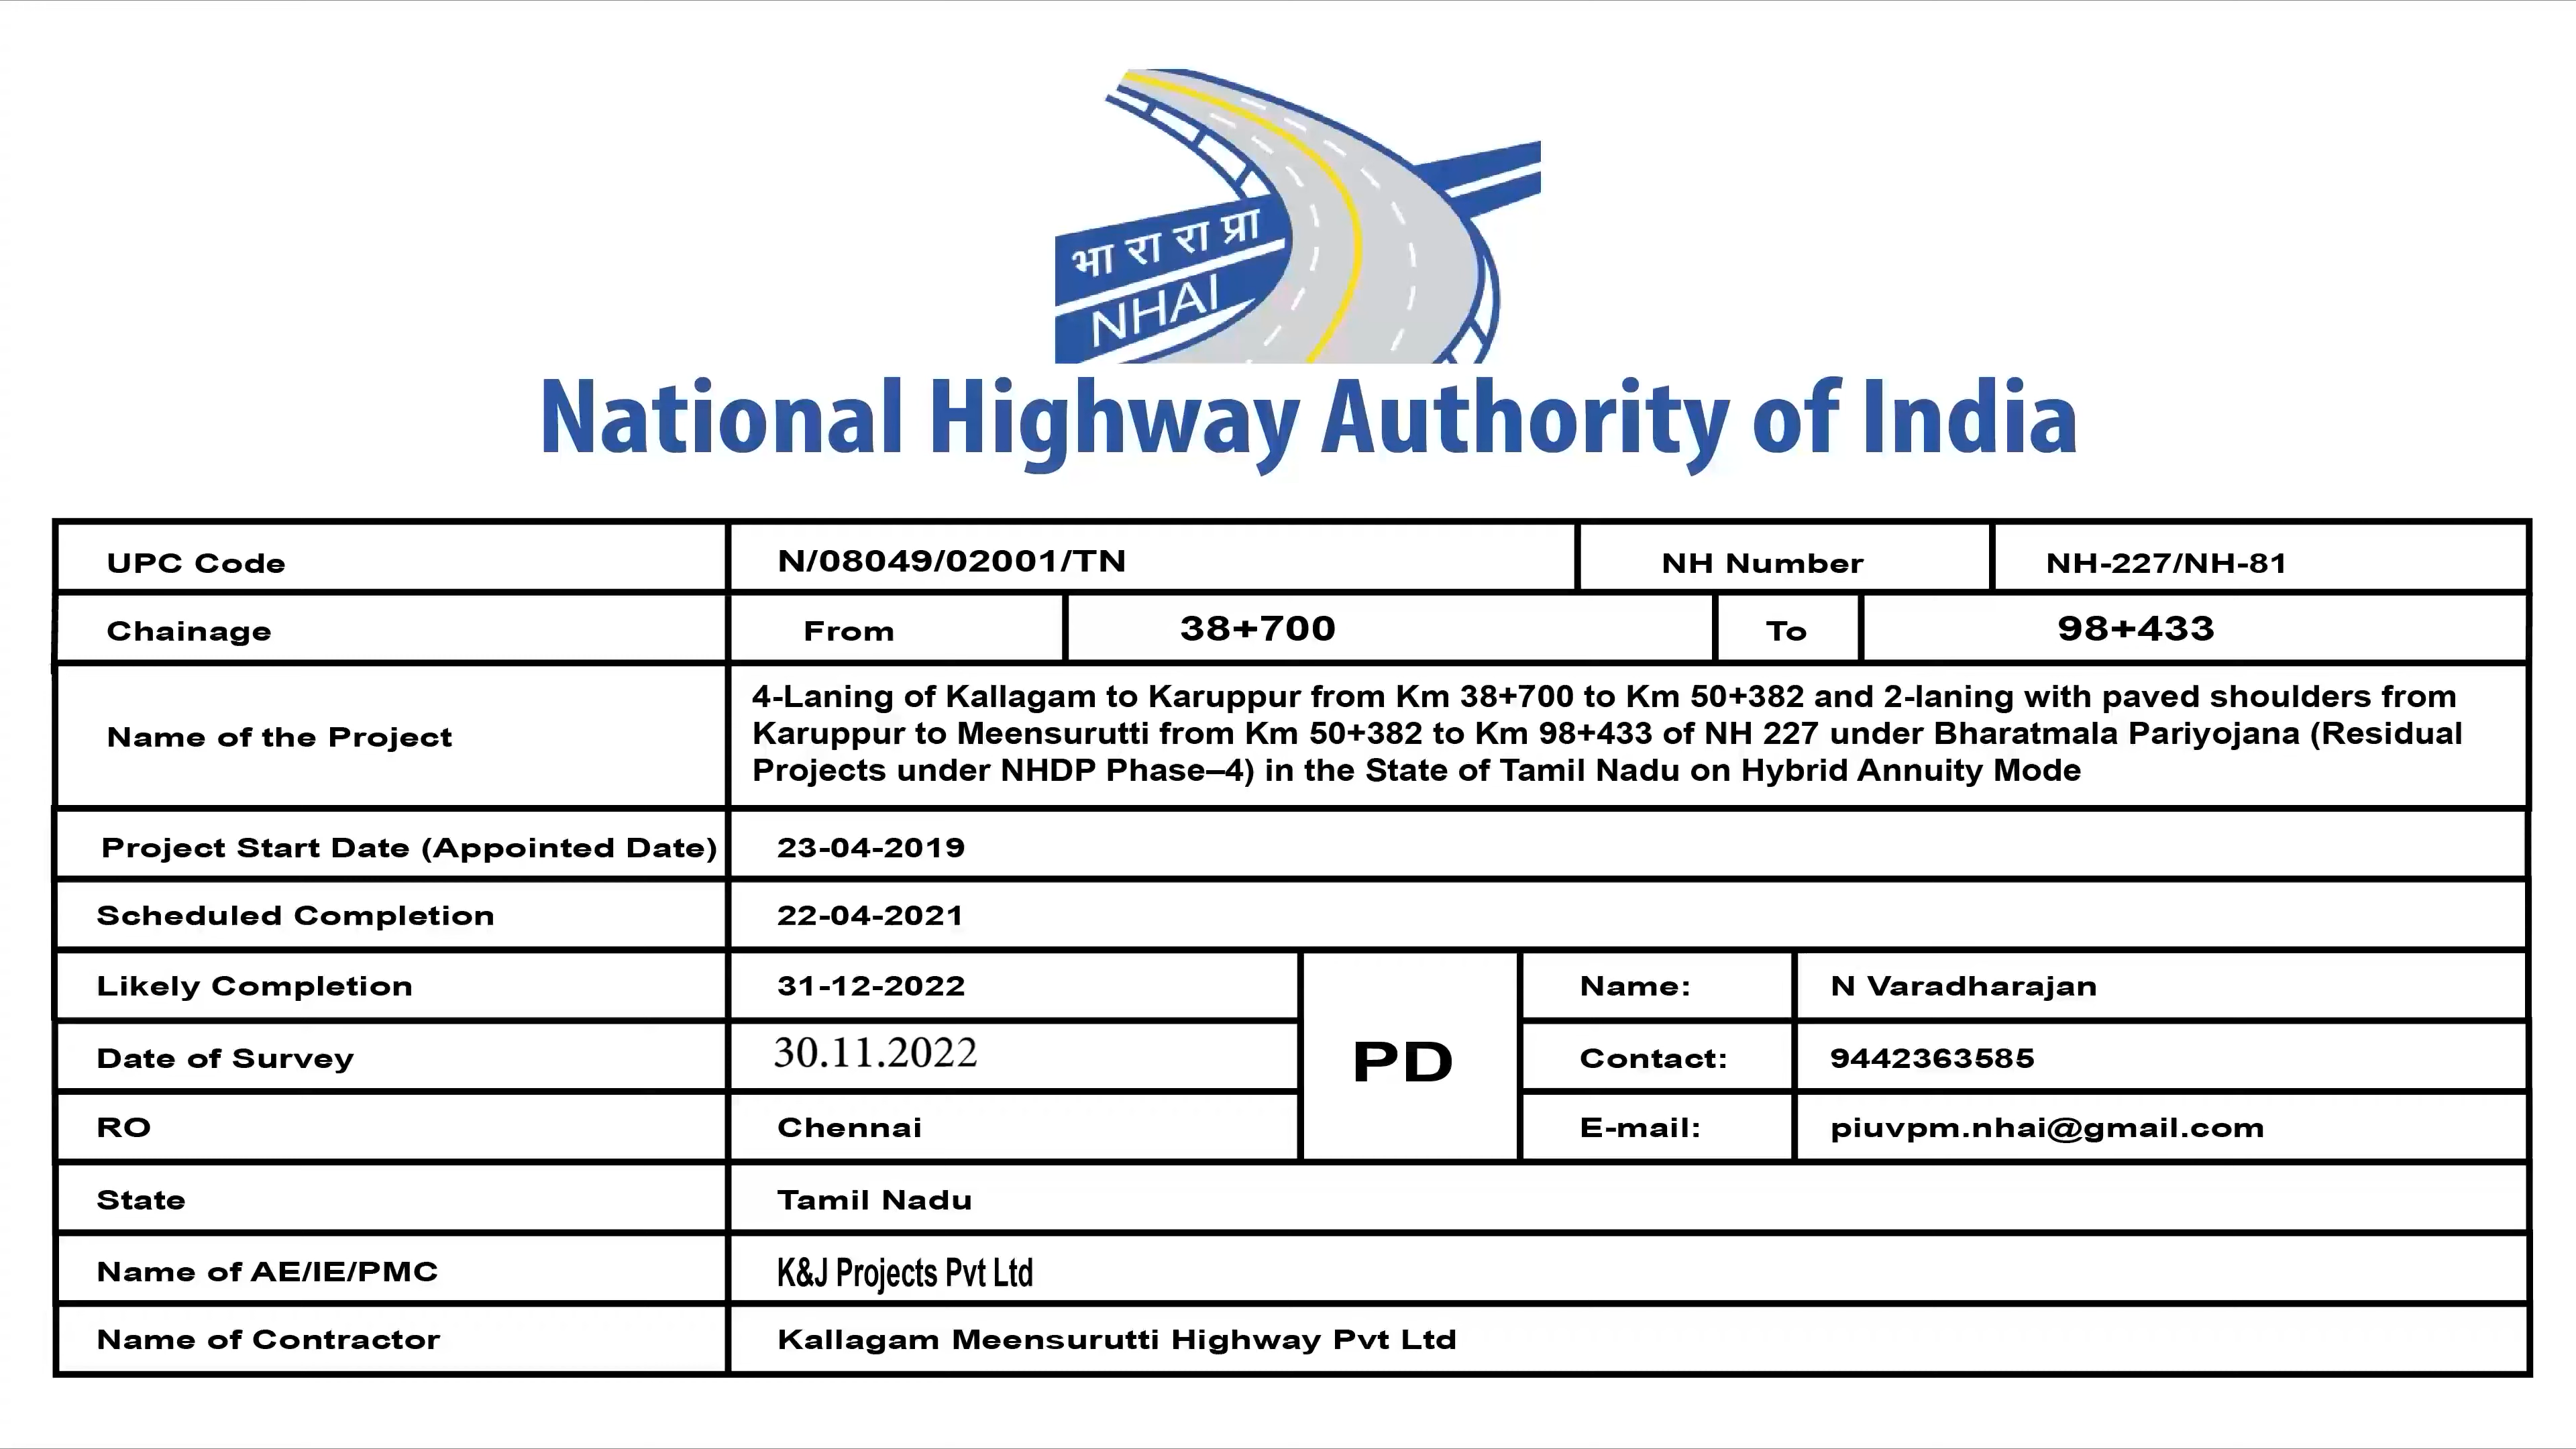 भा रा रा प्रा
NHAI
National Highway Authority of India
UPC Code N/08049/02001/TN NH Number NH-227/NH-81
Chainage From 38+700 To 98+433
Name of the Project
4-Laning of Kallagam to Karuppur from Km 38+700 to Km 50+382 and 2-laning with paved shoulders from
Karuppur to Meensurutti from Km 50+382 to Km 98+433 of NH 227 under Bharatmala Pariyojana (Residual
Projects under NHDP Phase–4) in the State of Tamil Nadu on Hybrid Annuity Mode
Project Start Date (Appointed Date) 23-04-2019
Scheduled Completion 22-04-2021
Likely Completion 31-12-2022
Date of Survey 30.11.2022
RO Chennai
PD
Name: N Varadharajan
Contact: 9442363585
E-mail: piuvpm.nhai@gmail.com
State Tamil Nadu
Name of AE/IE/PMC K&J Projects Pvt Ltd
Name of Contractor Kallagam Meensurutti Highway Pvt Ltd